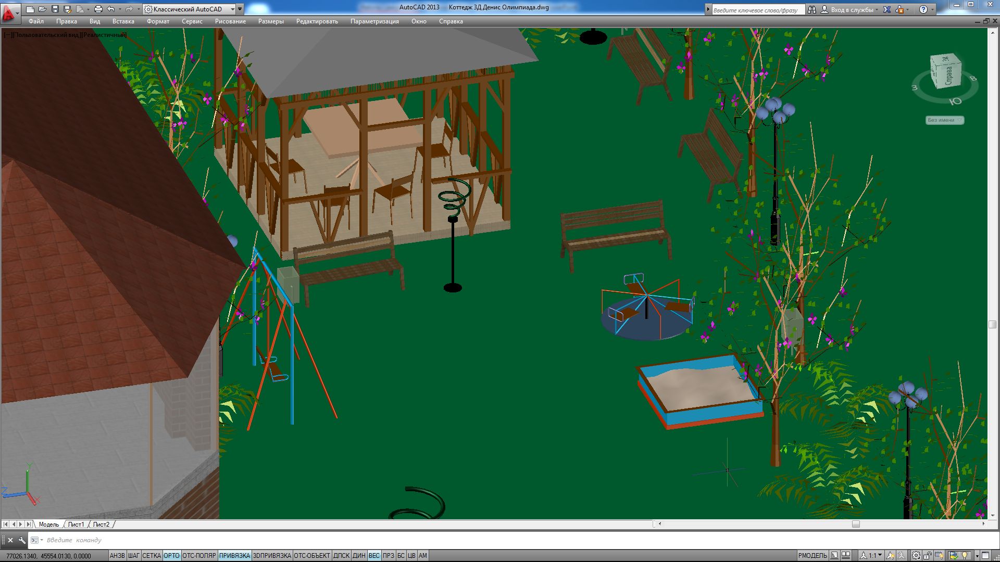 Классический AutoCAD
AutoCAD 2013 Коттедж 3Д Денис Олимпиада.dwg
Введите ключевое слово/фразу
Вход в службы
Файл Правка Вид Вставка Формат Сервис Рисование Размеры Редактировать Параметризация Окно Справка
[−][Пользовательский вид][Реалистичный]
Справа
З
В
Ю
Без имени
Y
Z
X
Модель Лист1 Лист2
Введите команду
77026.1340, 45554.0130, 0.0000 АНЗВ ШАГ СЕТКА ОРТО ОТС-ПОЛЯР ПРИВЯЗКА 3DПРИВЯЗКА ОТС-ОБЪЕКТ ДПСК ДИН ВЕС ПРЗ БС ЦВ АМ РМОДЕЛЬ 1:1